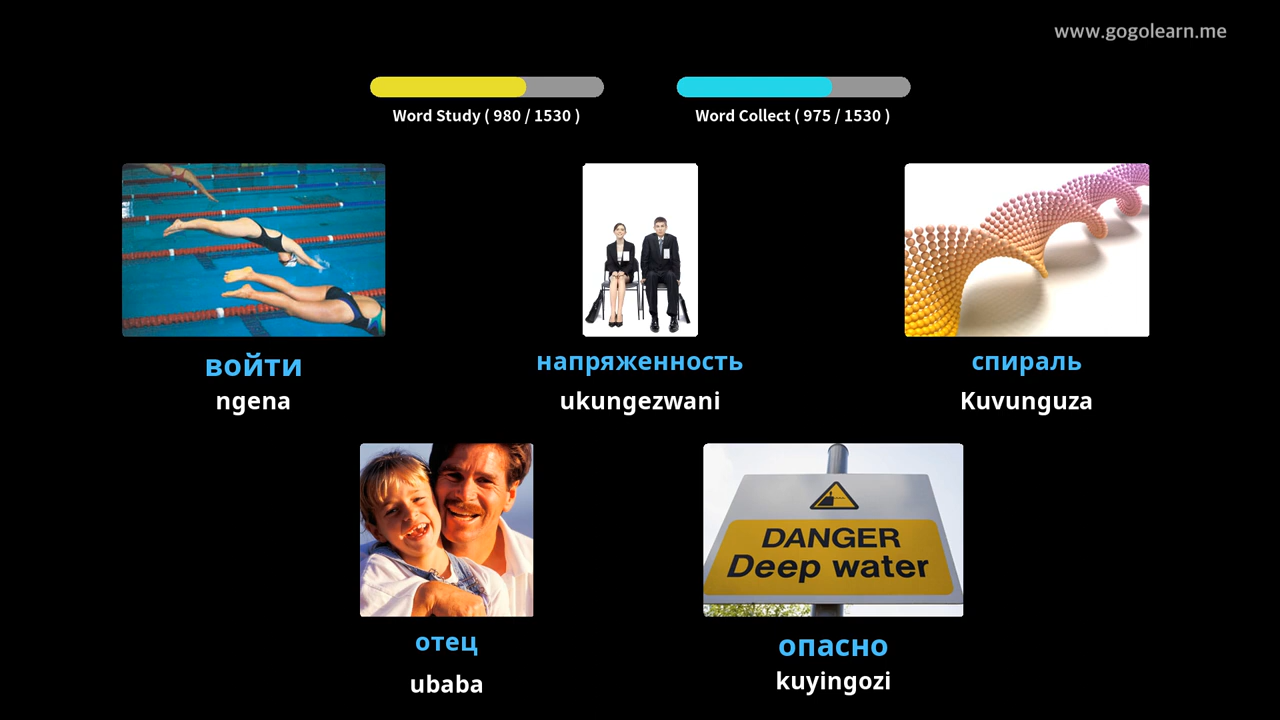 www.gogolearn.me
Word Study ( 980 / 1530 )
Word Collect ( 975 / 1530 )
войти
ngena
напряженность
ukungezwani
спираль
Kuvunguza
DANGER
Deep water
отец
ubaba
опасно
kuyingozi